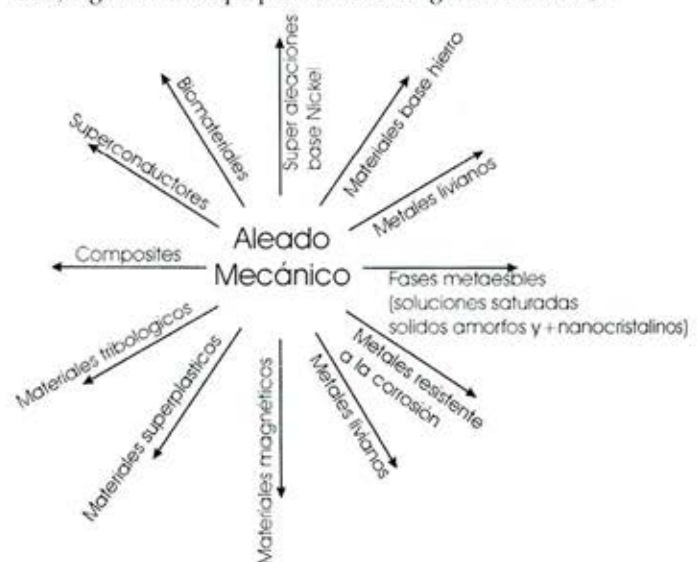 Super aleaciones
base Nickel
Materiales base hierro
Metales livianos
Fases metaesbles
(soluciones saturadas
solidos amorfos y + nanocristalinos)
Metales resistente
a la corrosión
Metales livianos
Materiales magnéticos
Materiales superplasticos
Materiales tribologicos
Composites
Superconductores
Biomateriales
Aleado
Mecánico